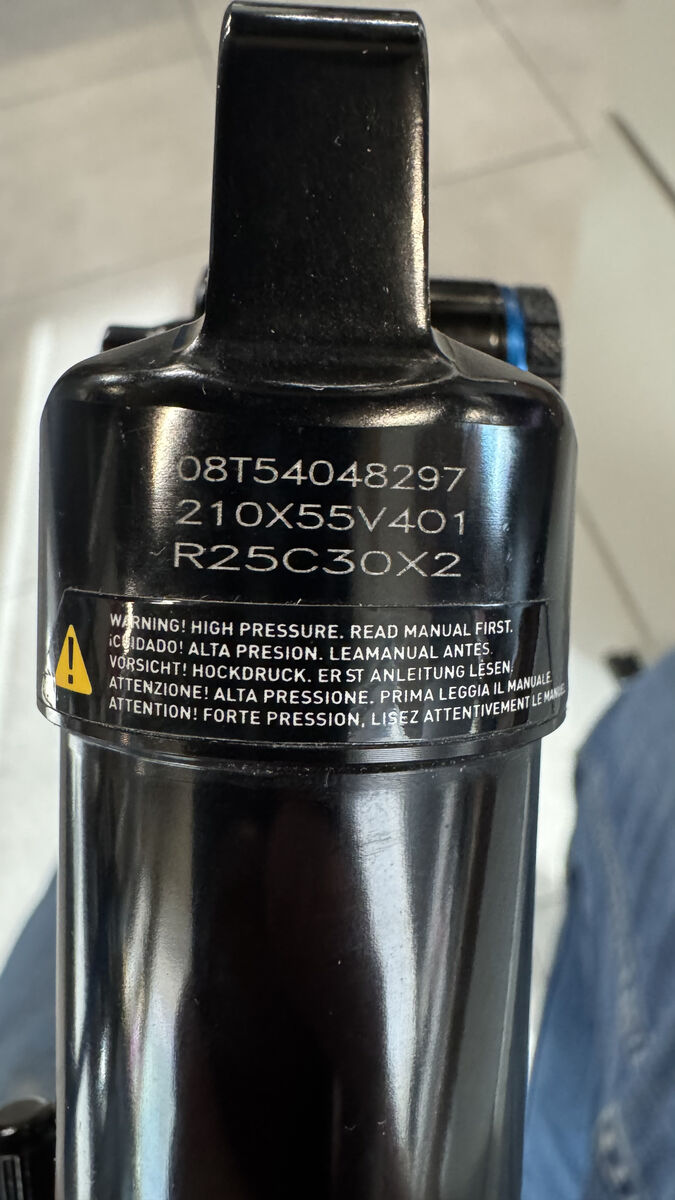 08T54048297
210X55V401
R25C30X2
WARNING! HIGH PRESSURE. READ MANUAL FIRST.
¡CUIDADO! ALTA PRESION. LEAMANUAL ANTES.
VORSICHT! HOCKDRUCK. ER ST ANLEITUNG LESEN.
ATTENZIONE! ALTA PRESSIONE. PRIMA LEGGIA IL MANUALE.
ATTENTION! FORTE PRESSION, LISEZ ATTENTIVEMENT LE MANUEL